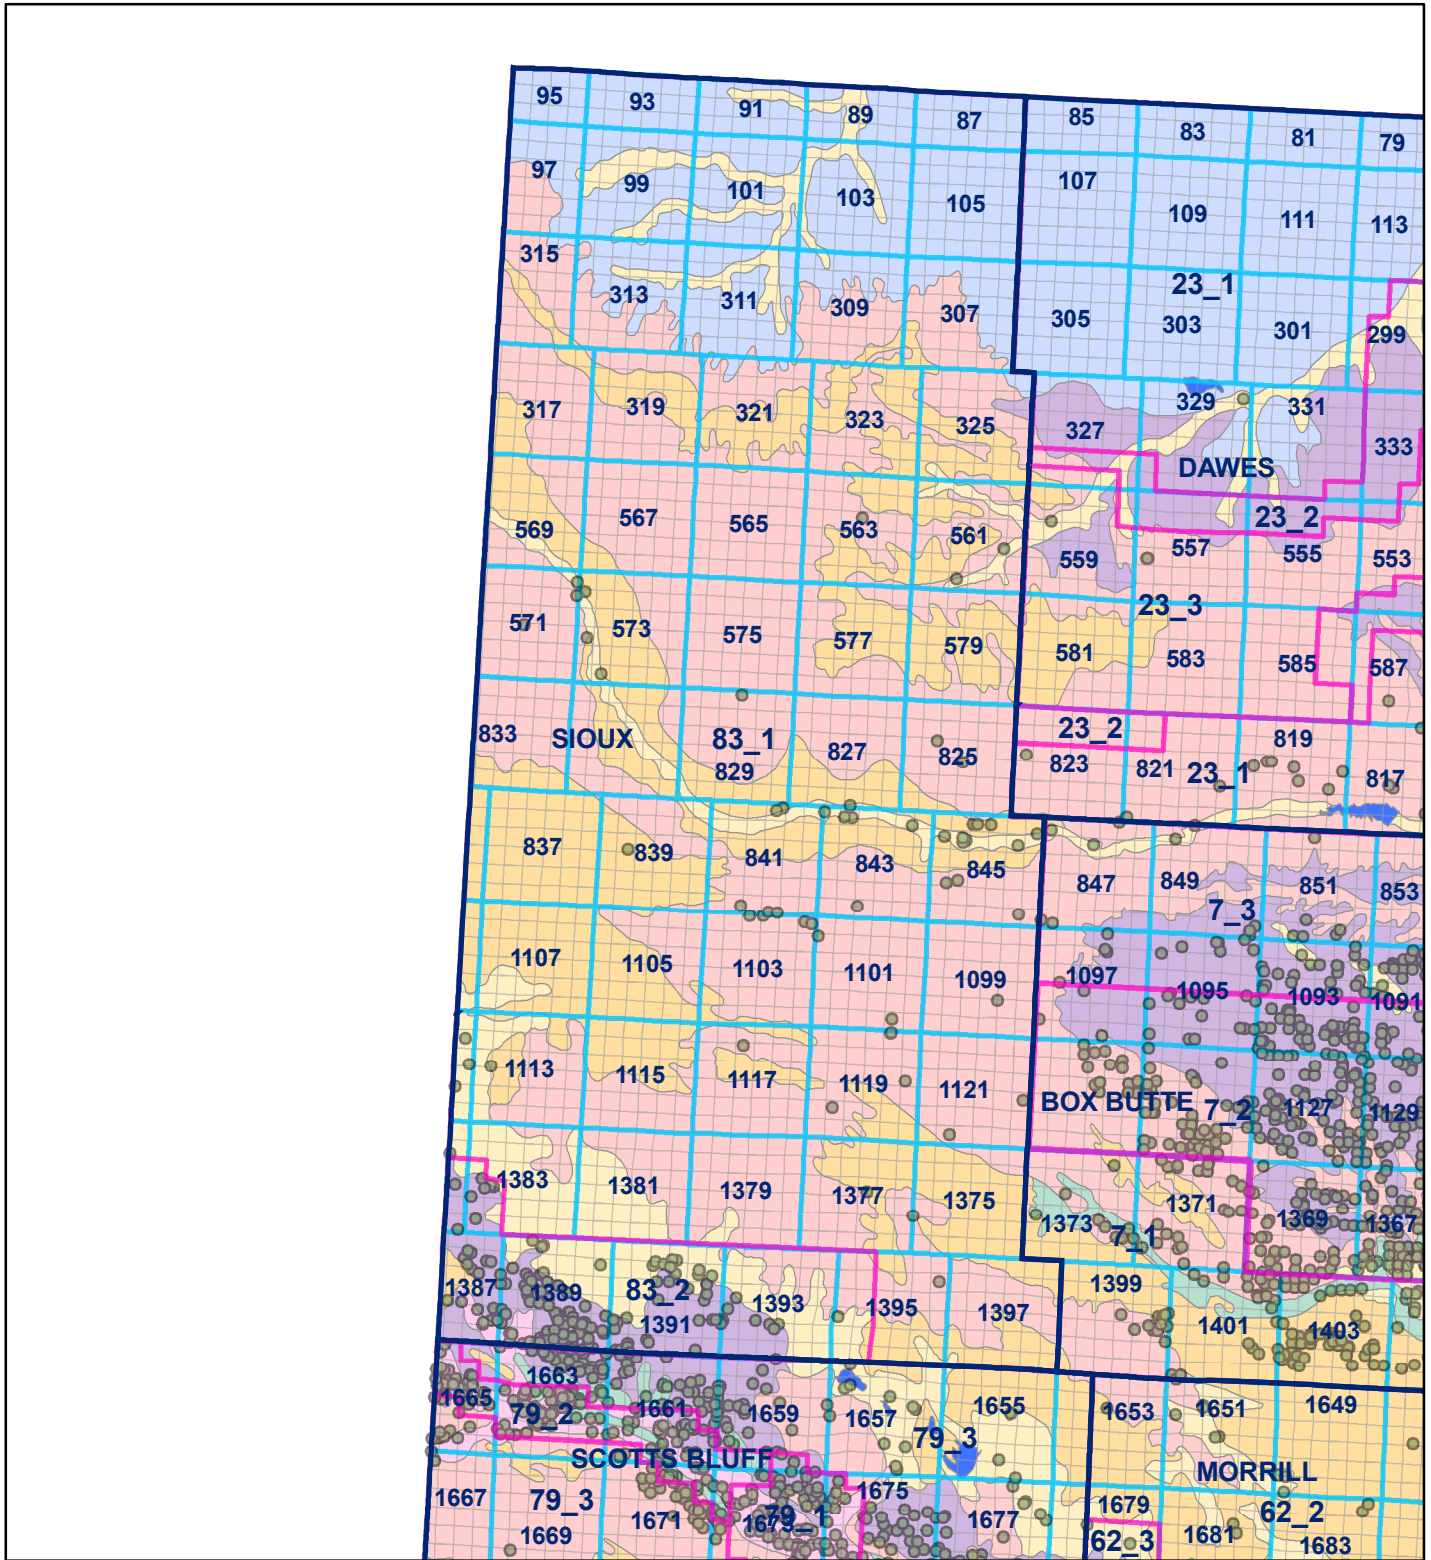 95 93 91 89 87 85 83 81 79
97 99 101 103 105 107 109 111 113
315 313 311 309 307 305 23_1 303 301 299
317 319 321 323 325 327 329 331 333
DAWES
569 567 565 563 561 559 557 23_2 555 553
571 573 575 577 579 581 23_3 583 585 587
833 SIOUX 83_1 829 827 825 23_2 823 821 23_1 819 817
837 839 841 843 845 847 849 851 853
7_3
1107 1105 1103 1101 1099 1097 1095 1093 1091
1113 1115 1117 1119 1121 BOX BUTTE 7_2 1127 1129
1383 1381 1379 1377 1375 1373 7_1 1371 1369 1367
1387 1389 83_2 1391 1393 1395 1397 1399 1401 1403
1665 1663 79_2 1661 1659 1657 79_3 1655 1653 1651 1649
SCOTTS BLUFF MORRILL
1667 79_3 1669 1671 79_1 1675 1677 1679 62_3 1681 62_2 1683